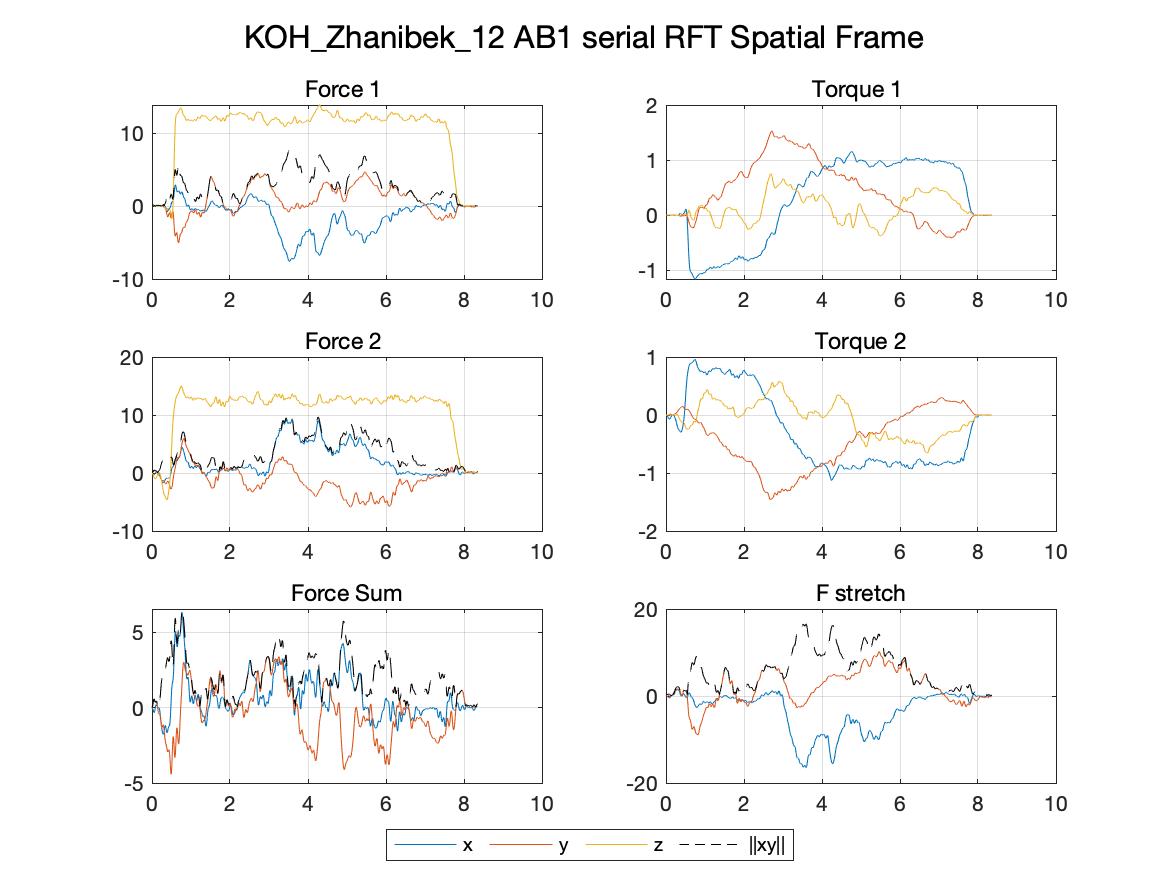 KOH_Zhanibek_12 AB1 serial RFT Spatial Frame
Force 1
10
0
-10
0 2 4 6 8 10
Torque 1
2
1
0
-1
0 2 4 6 8 10
Force 2
20
10
0
-10
0 2 4 6 8 10
Torque 2
1
0
-1
-2
0 2 4 6 8 10
Force Sum
5
0
-5
0 2 4 6 8 10
F stretch
20
0
-20
0 2 4 6 8 10
x y z ||xy||